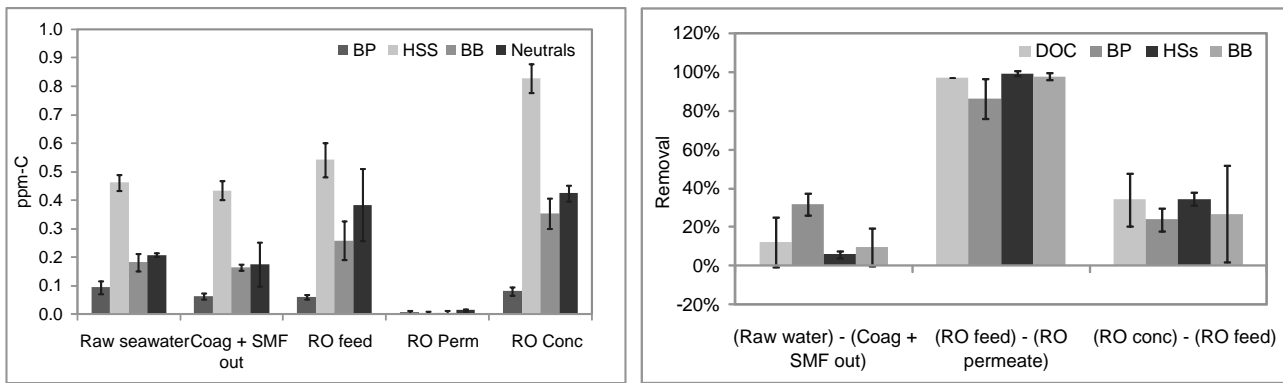 BP HSS BB Neutrals
1.0
0.9
0.8
0.7
0.6
0.5
0.4
0.3
0.2
0.1
0.0
ppm-C
Raw seawater Coag + SMF out RO feed RO Perm RO Conc
DOC BP HSs BB
120%
100%
80%
60%
40%
20%
0%
-20%
Removal
(Raw water) - (Coag + SMF out)
(RO feed) - (RO permeate)
(RO conc) - (RO feed)